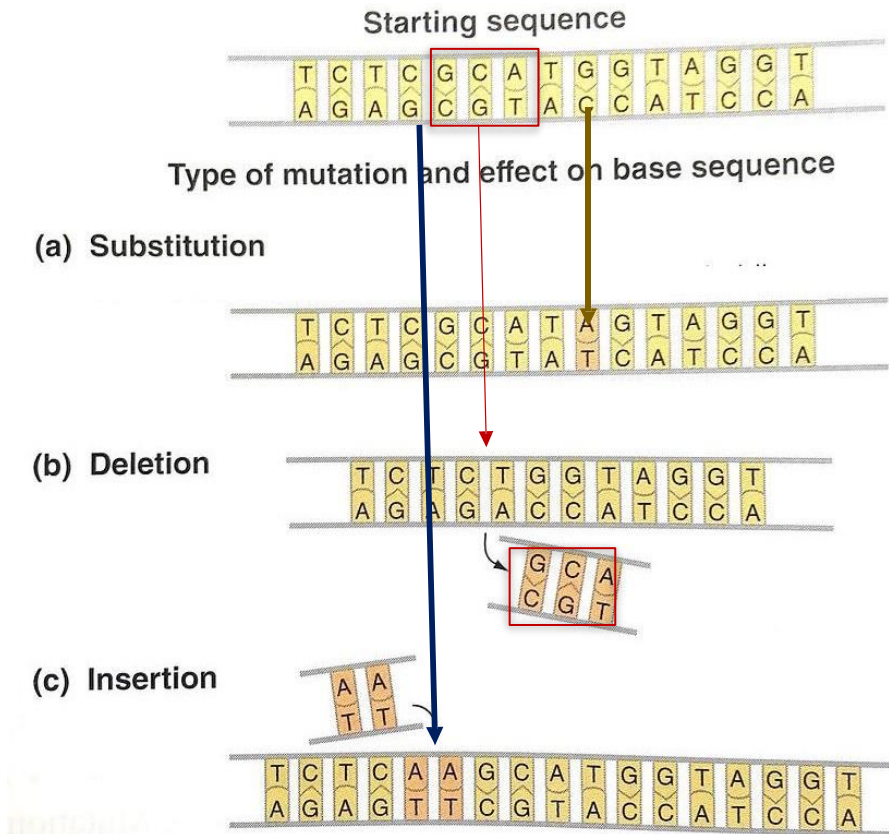 Starting sequence
T C T C G C A T G G T A G G T
A G A G C G T A C C A T C C A
Type of mutation and effect on base sequence
(a) Substitution
T C T C G C A T A G T A G G T
A G A G C G T A T C A T C C A
(b) Deletion
T C T C T G G T A G G T
A G A G A C C A T C C A
G C A
C G T
(c) Insertion
A A
T T
T C T C A A G C A T G G T A G G T
A G A G T T C G T A C C A T C C A